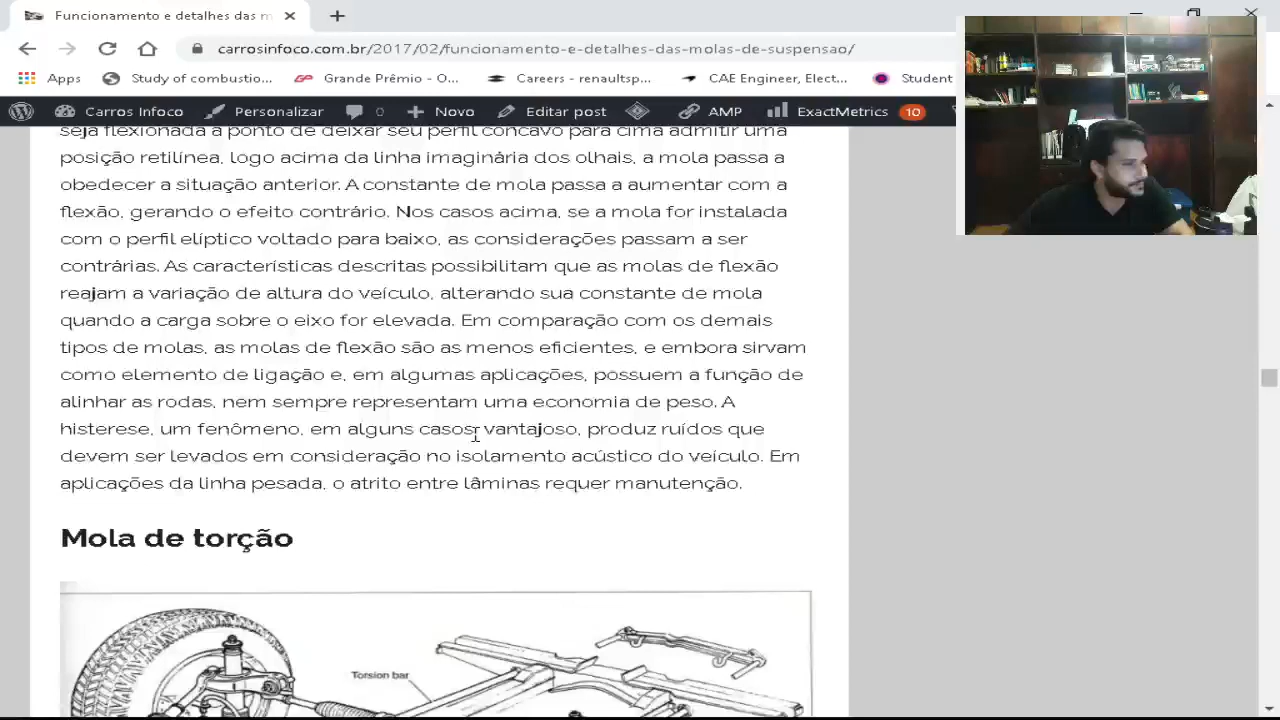 Funcionamento e detalhes das m
carrosinfoco.com.br/2017/02/funcionamento-e-detalhes-das-molas-de-suspensao/
Apps Study of combustio... Grande Prêmio - O... Careers - renaultsp... CAE Engineer, Elect... Student
Carros Infoco Personalizar 0 Novo Editar post AMP ExactMetrics 10
seja flexionada a ponto de deixar seu perfil côncavo para cima admitir uma
posição retilínea, logo acima da linha imaginária dos olhais, a mola passa a
obedecer a situação anterior. A constante de mola passa a aumentar com a
flexão, gerando o efeito contrário. Nos casos acima, se a mola for instalada
com o perfil elíptico voltado para baixo, as considerações passam a ser
contrárias. As características descritas possibilitam que as molas de flexão
reajam a variação de altura do veículo, alterando sua constante de mola
quando a carga sobre o eixo for elevada. Em comparação com os demais
tipos de molas, as molas de flexão são as menos eficientes, e embora sirvam
como elemento de ligação e, em algumas aplicações, possuem a função de
alinhar as rodas, nem sempre representam uma economia de peso. A
histerese, um fenômeno, em alguns casos vantajoso, produz ruídos que
devem ser levados em consideração no isolamento acústico do veículo. Em
aplicações da linha pesada, o atrito entre lâminas requer manutenção.
Mola de torção
Torsion bar